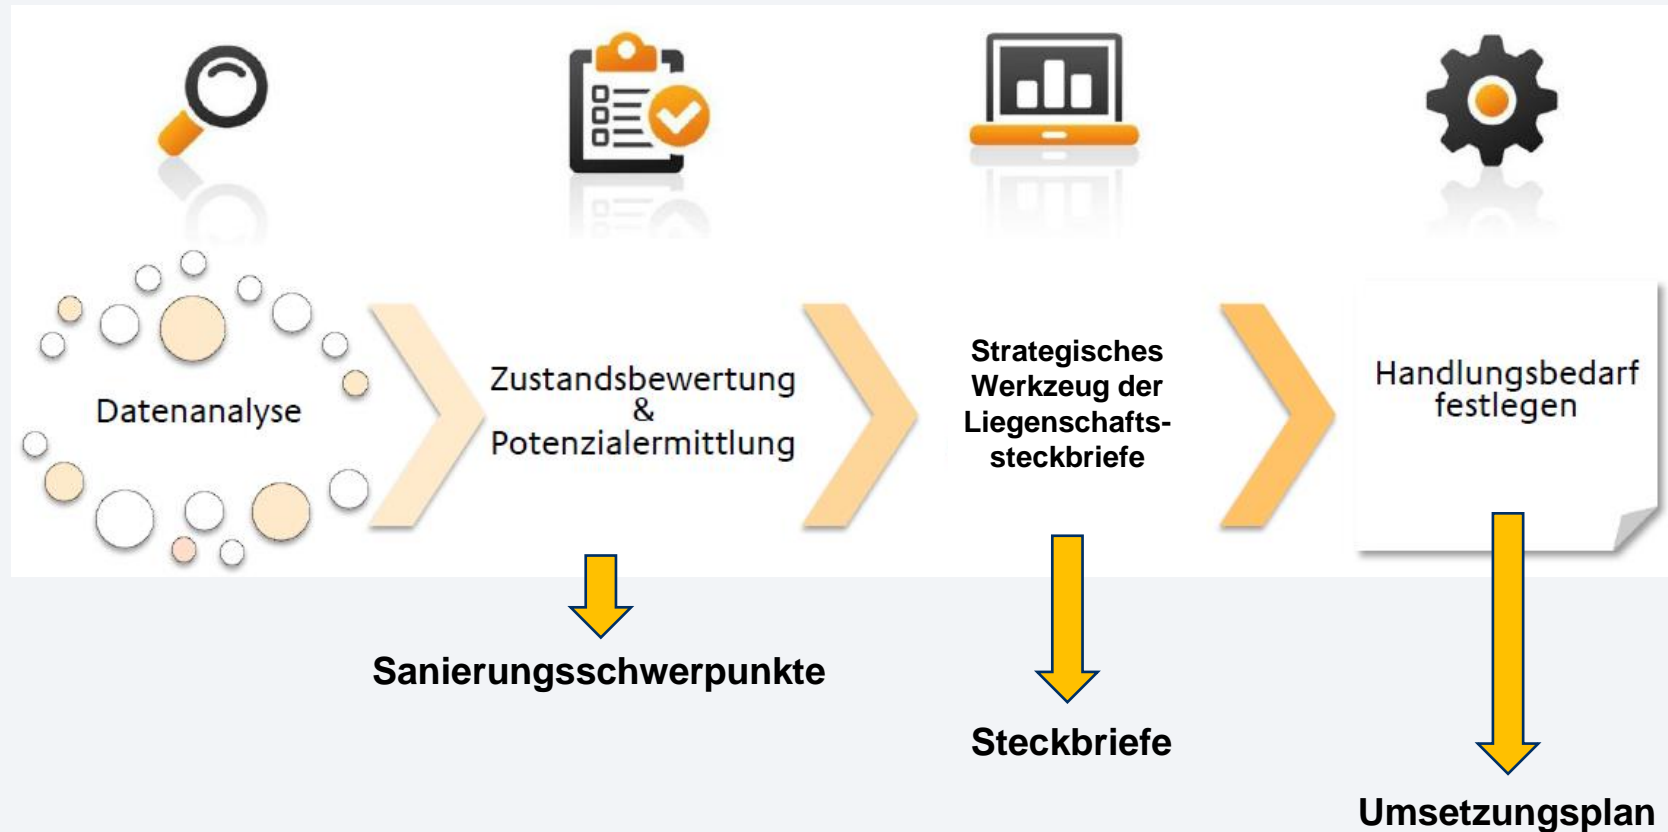 Datenanalyse
Zustandsbewertung
&
Potenzialermittlung
Strategisches
Werkzeug der
Liegenschafts-
steckbriefe
Handlungsbedarf
festlegen
Sanierungsschwerpunkte
Steckbriefe
Umsetzungsplan